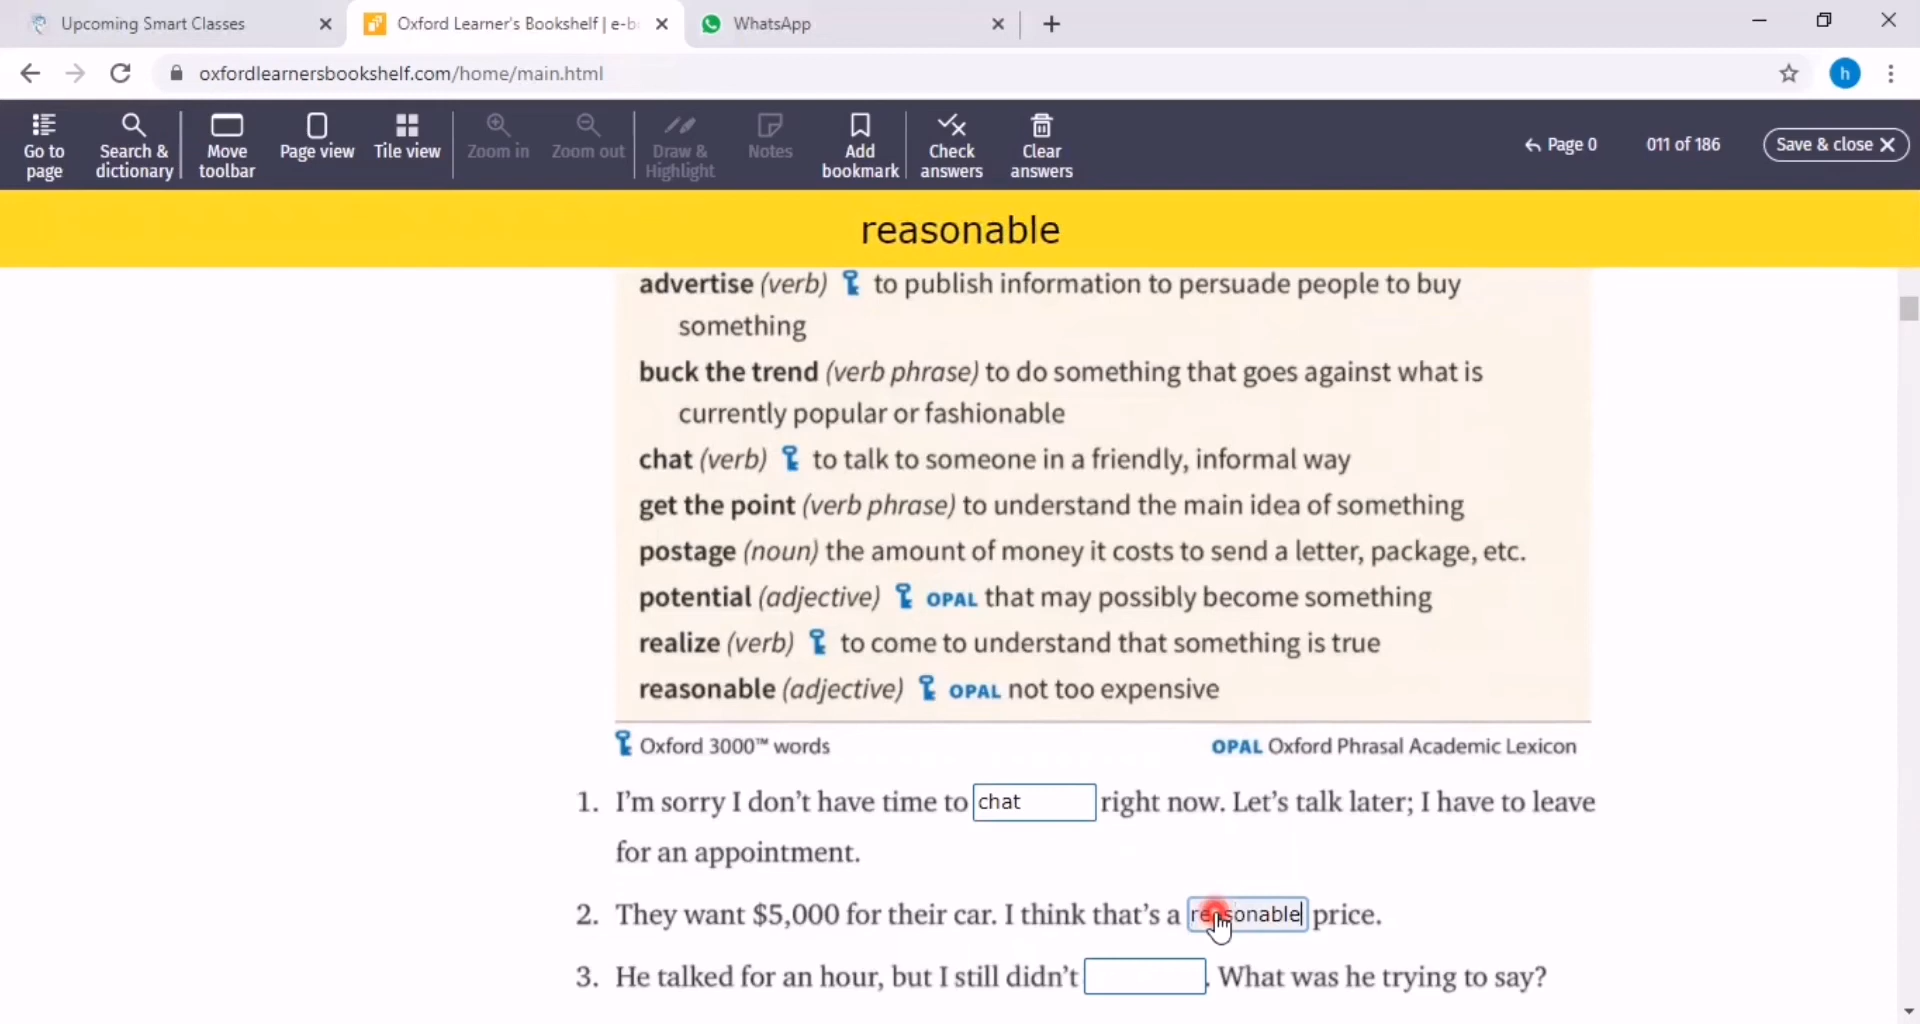 Upcoming Smart Classes
Oxford Learner's Bookshelf | e-b
WhatsApp
oxfordlearnersbookshelf.com/home/main.html
h
Go to page
Search & dictionary
Move toolbar
Page view
Tile view
Zoom in
Zoom out
Draw & Highlight
Notes
Add bookmark
Check answers
Clear answers
Page 0
011 of 186
Save & close
reasonable
advertise (verb) to publish information to persuade people to buy
something
buck the trend (verb phrase) to do something that goes against what is
currently popular or fashionable
chat (verb) to talk to someone in a friendly, informal way
get the point (verb phrase) to understand the main idea of something
postage (noun) the amount of money it costs to send a letter, package, etc.
potential (adjective) OPAL that may possibly become something
realize (verb) to come to understand that something is true
reasonable (adjective) OPAL not too expensive
Oxford 3000™ words OPAL Oxford Phrasal Academic Lexicon
1. I'm sorry I don't have time to chat right now. Let's talk later; I have to leave
for an appointment.
2. They want $5,000 for their car. I think that's a reasonable price.
3. He talked for an hour, but I still didn't . What was he trying to say?